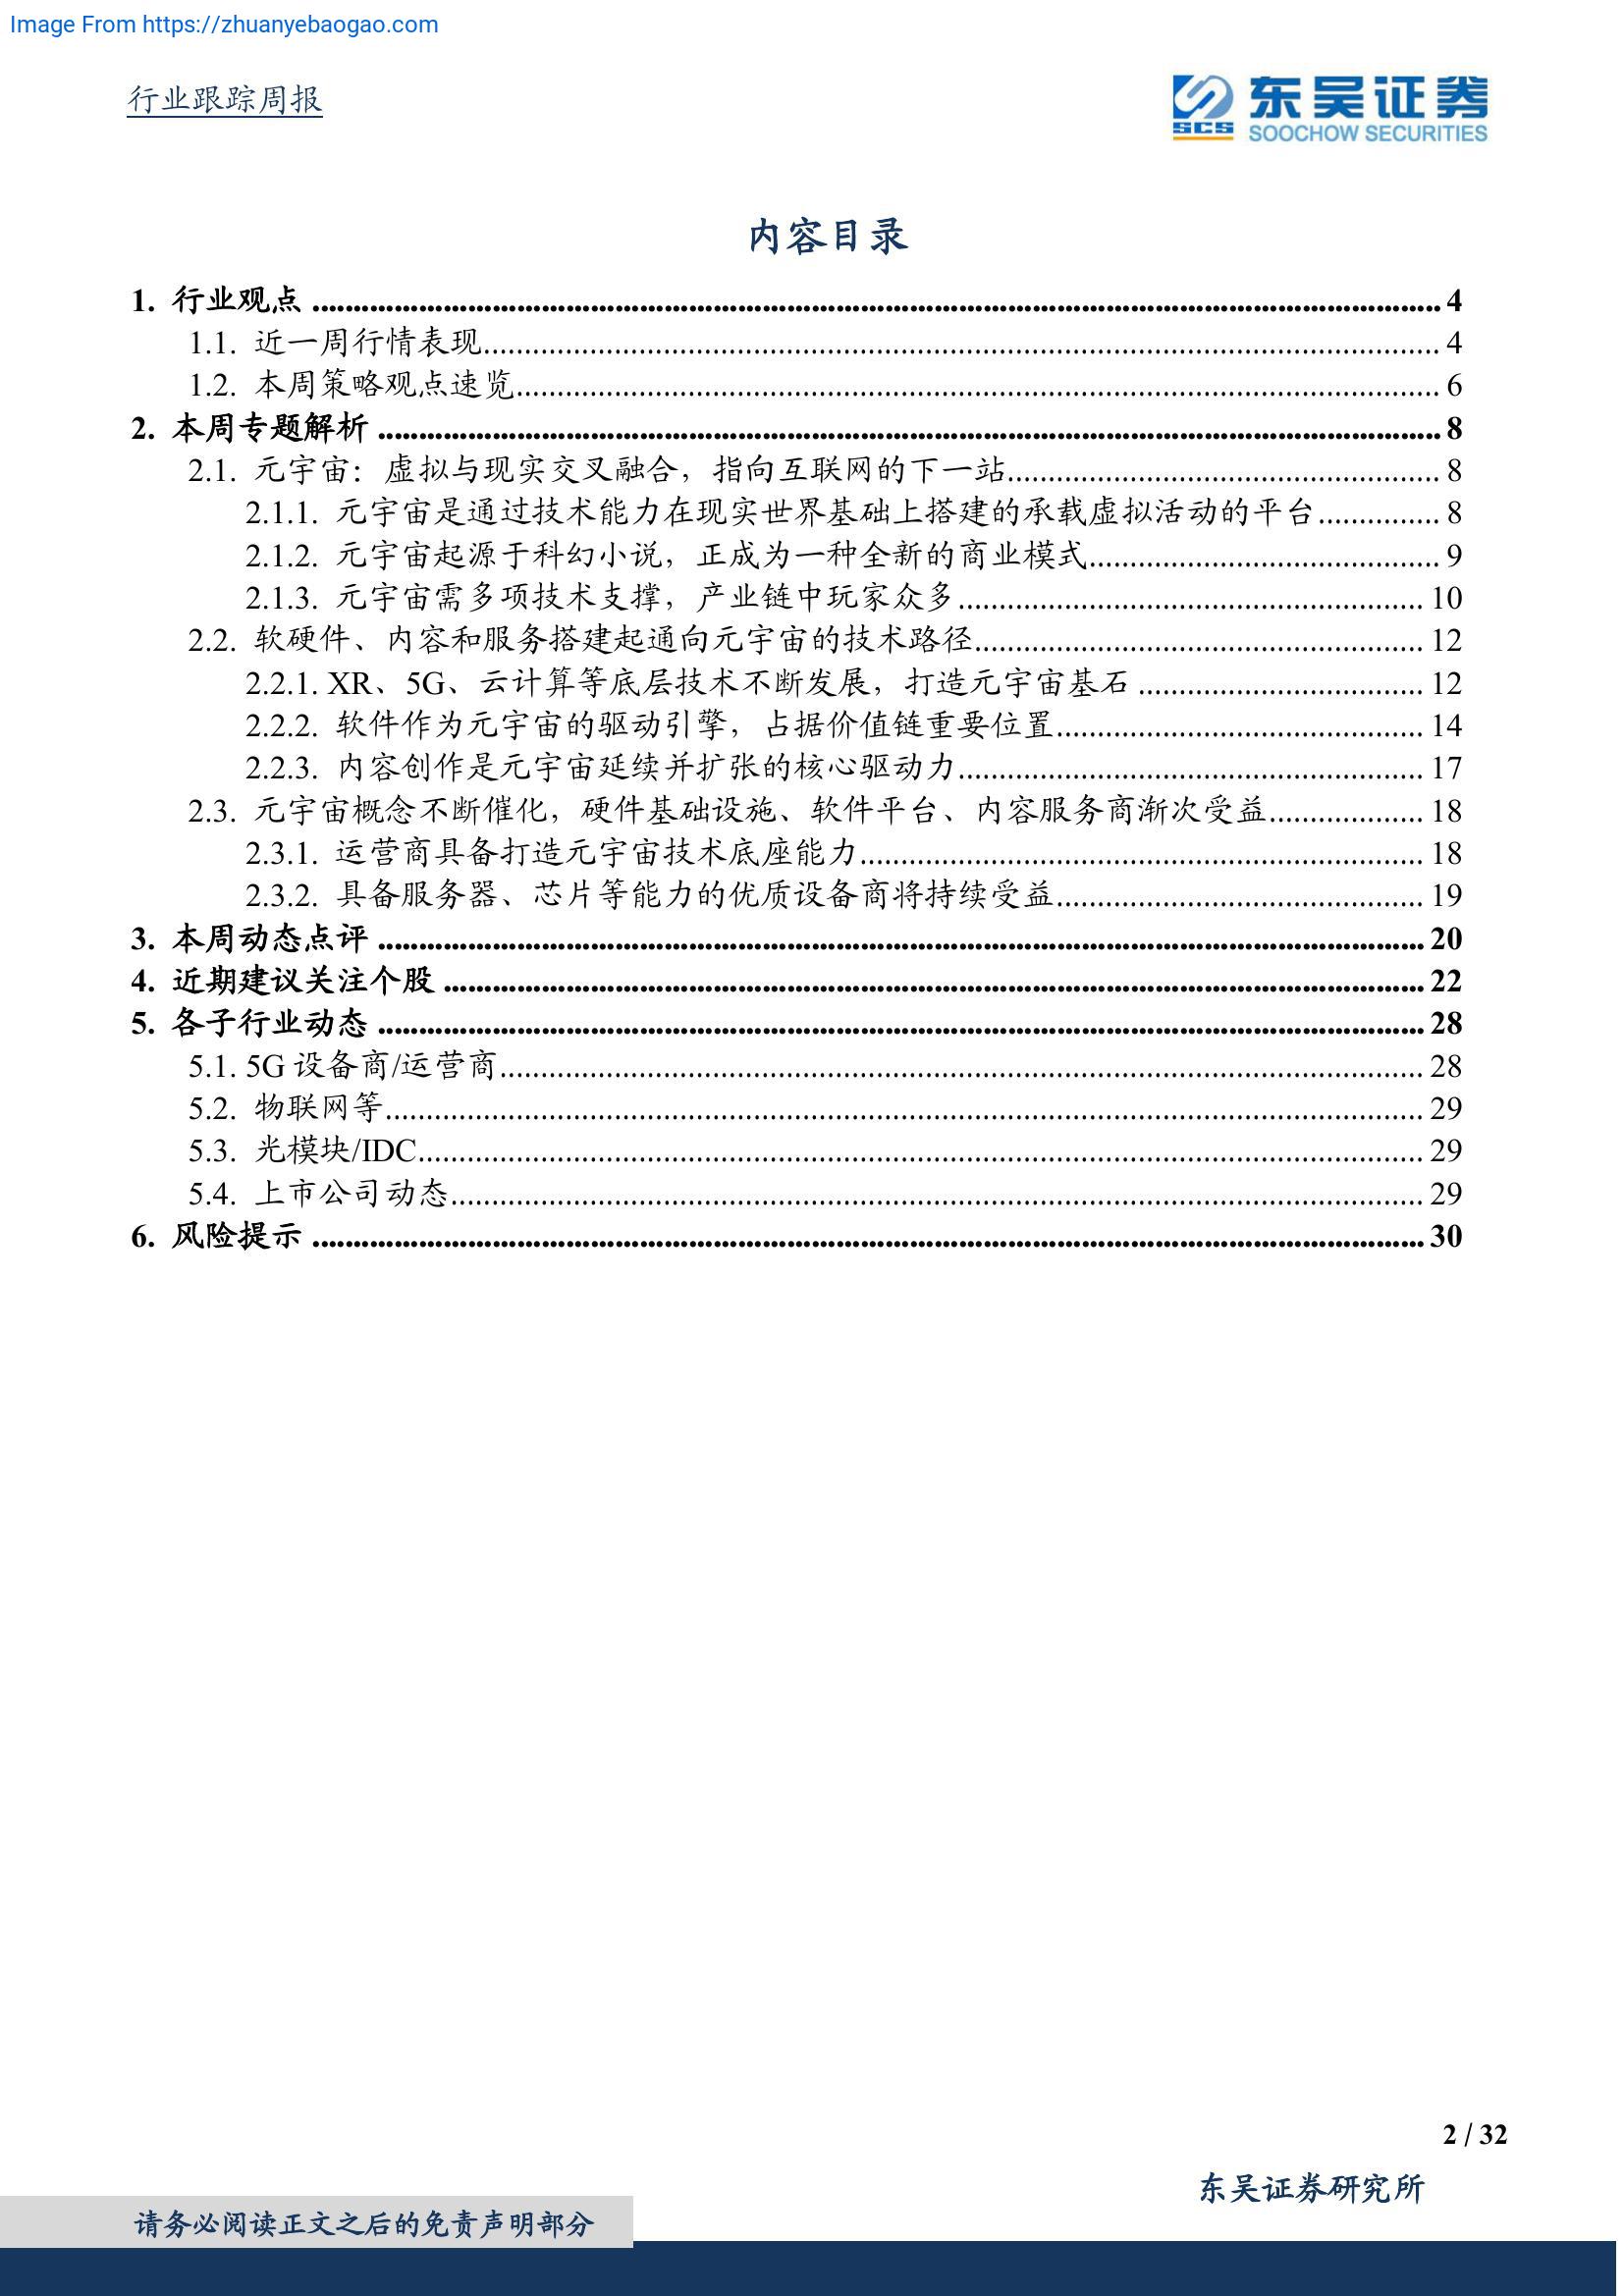 Image From https://zhuanyebaogao.com
行业跟踪周报
东吴证券
SCS
SOOCHOW SECURITIES
内容目录
1. 行业观点 ........ 4
1.1. 近一周行情表现........ 4
1.2. 本周策略观点速览........ 6
2. 本周专题解析 ........ 8
2.1. 元宇宙：虚拟与现实交叉融合，指向互联网的下一站........ 8
2.1.1. 元宇宙是通过技术能力在现实世界基础上搭建的承载虚拟活动的平台........ 8
2.1.2. 元宇宙起源于科幻小说，正成为一种全新的商业模式........ 9
2.1.3. 元宇宙需多项技术支撑，产业链中玩家众多........ 10
2.2. 软硬件、内容和服务搭建起通向元宇宙的技术路径........ 12
2.2.1. XR、5G、云计算等底层技术不断发展，打造元宇宙基石 ........ 12
2.2.2. 软件作为元宇宙的驱动引擎，占据价值链重要位置........ 14
2.2.3. 内容创作是元宇宙延续并扩张的核心驱动力........ 17
2.3. 元宇宙概念不断催化，硬件基础设施、软件平台、内容服务商渐次受益........ 18
2.3.1. 运营商具备打造元宇宙技术底座能力........ 18
2.3.2. 具备服务器、芯片等能力的优质设备商将持续受益........ 19
3. 本周动态点评 ........ 20
4. 近期建议关注个股 ........ 22
5. 各子行业动态 ........ 28
5.1. 5G 设备商/运营商........ 28
5.2. 物联网等........ 29
5.3. 光模块/IDC........ 29
5.4. 上市公司动态........ 29
6. 风险提示 ........ 30
2 / 32
东吴证券研究所
请务必阅读正文之后的免责声明部分